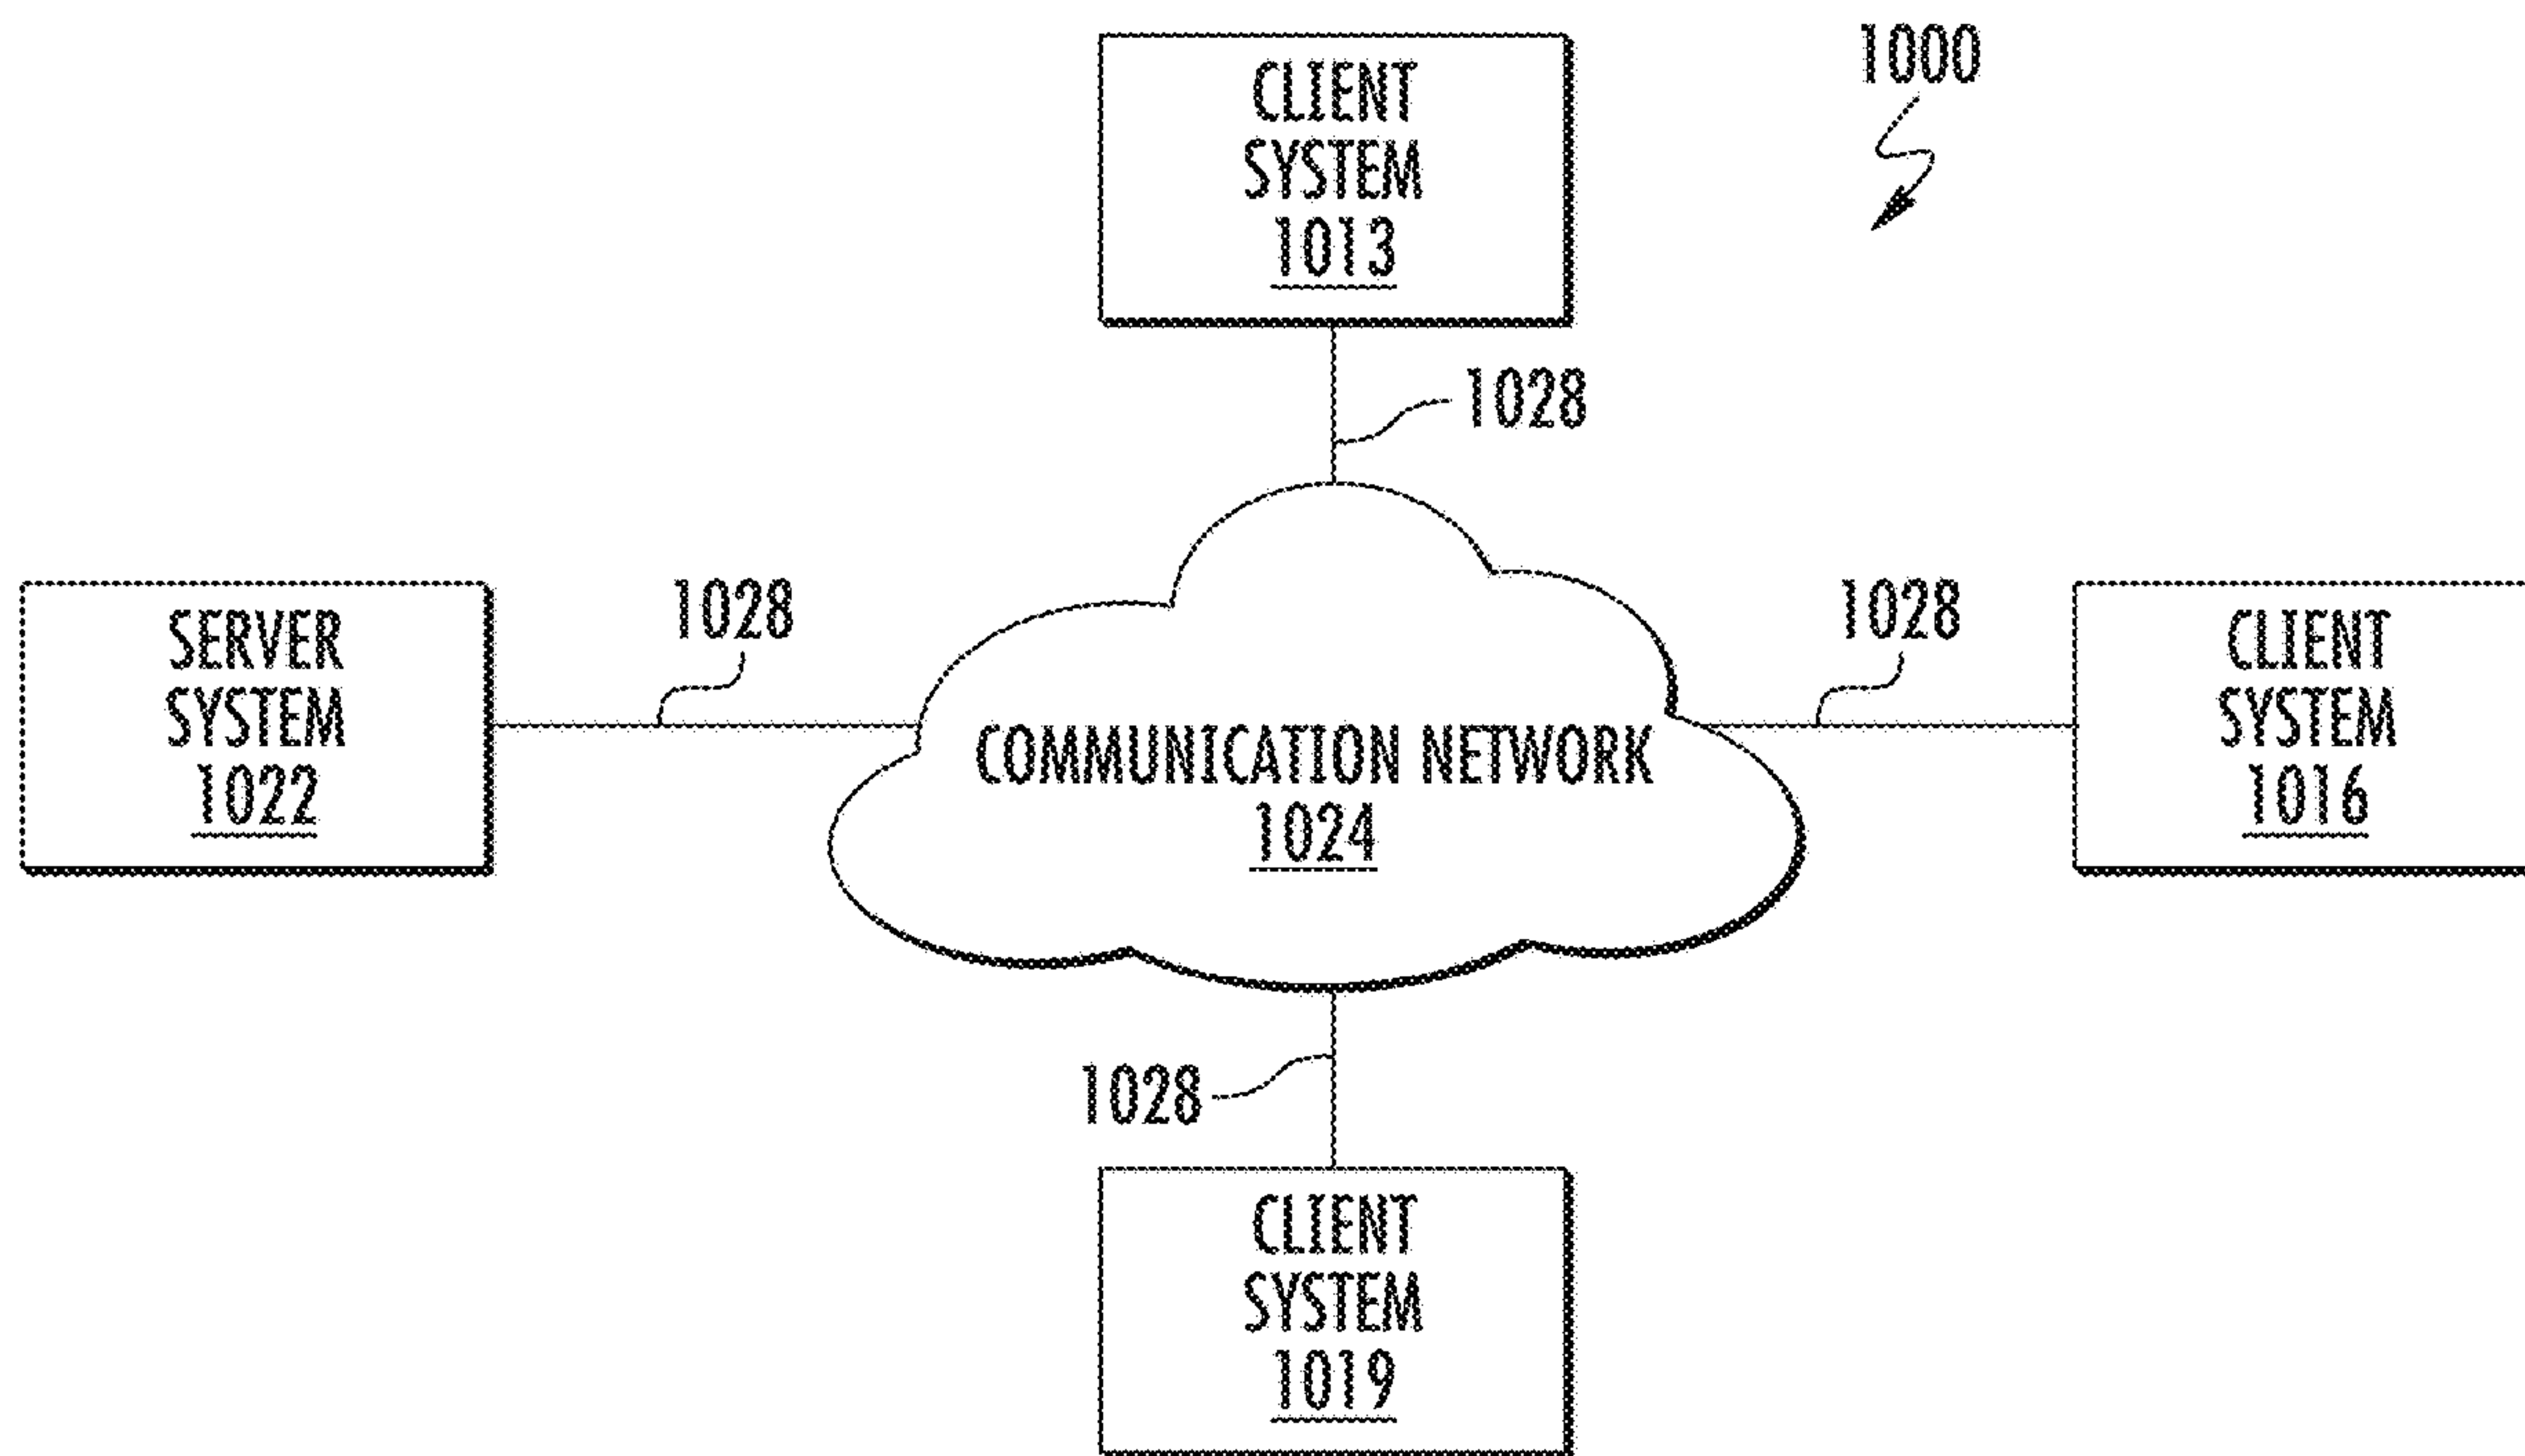 1000
CLIENT
SYSTEM
1013
1028
SERVER
SYSTEM
1022
1028
COMMUNICATION NETWORK
1024
1028
CLIENT
SYSTEM
1016
1028
CLIENT
SYSTEM
1019